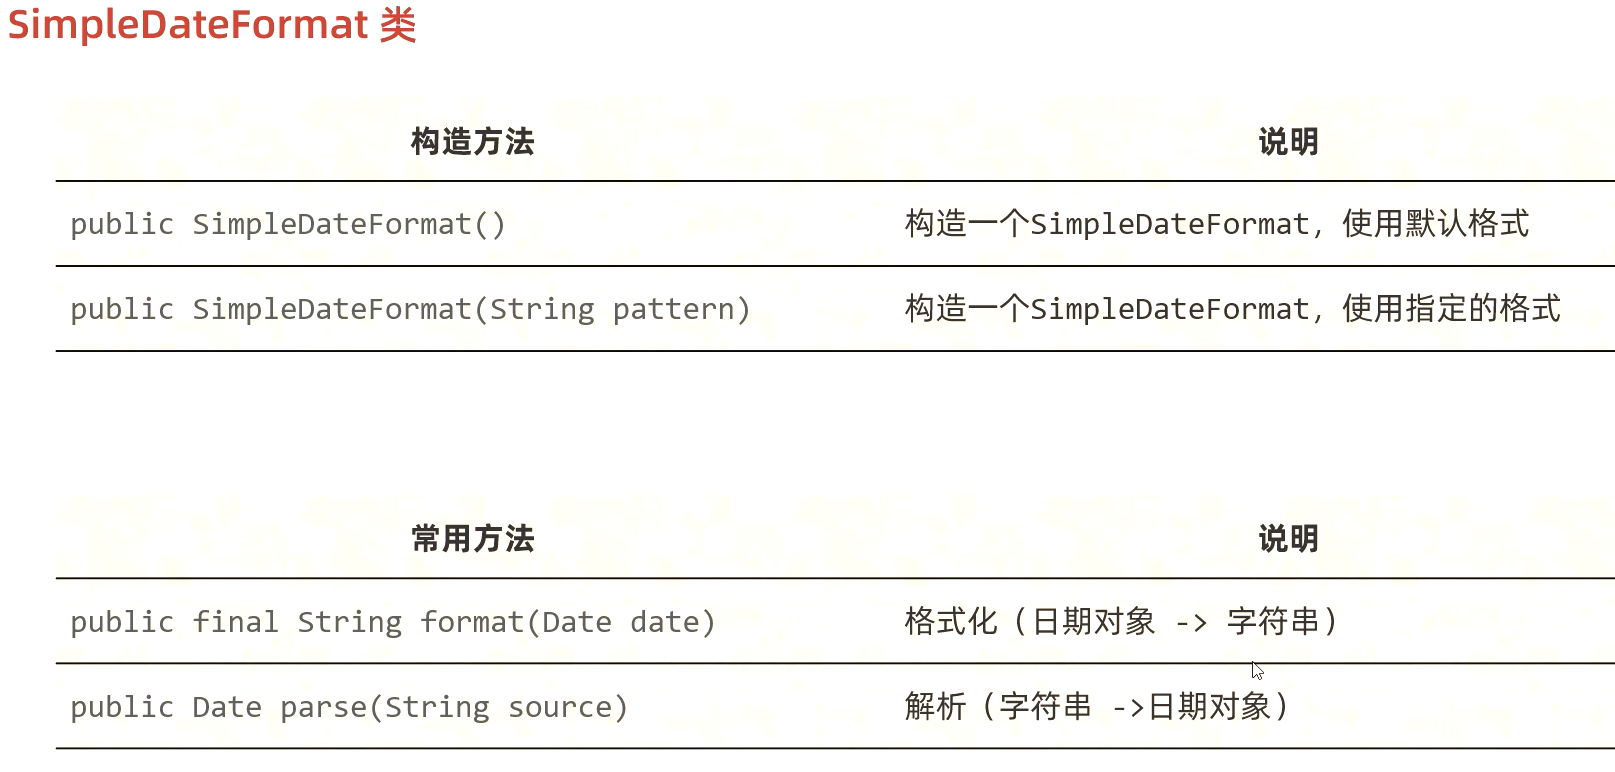 SimpleDateFormat 类
构造方法 说明
public SimpleDateFormat() 构造一个SimpleDateFormat，使用默认格式
public SimpleDateFormat(String pattern) 构造一个SimpleDateFormat，使用指定的格式
常用方法 说明
public final String format(Date date) 格式化（日期对象 -> 字符串）
public Date parse(String source) 解析（字符串 ->日期对象）